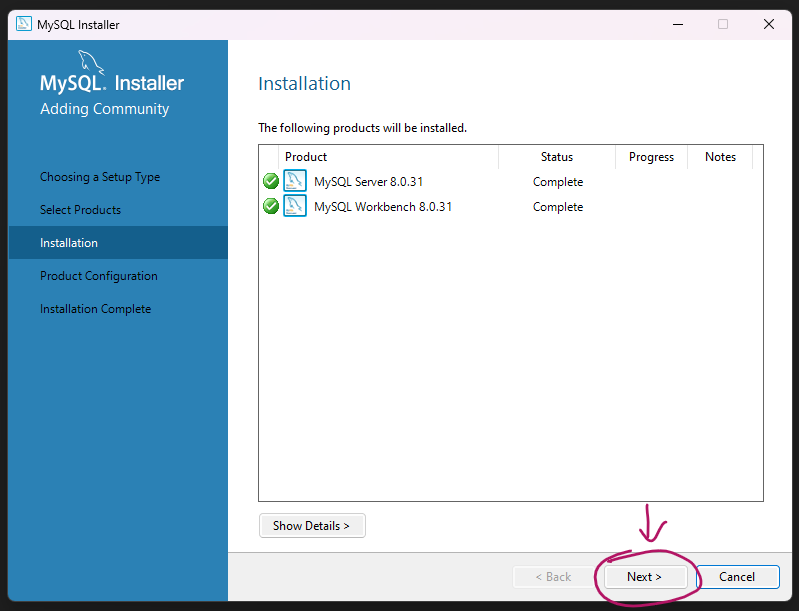 MySQL Installer
MySQL. Installer
Adding Community
Choosing a Setup Type
Select Products
Installation
Product Configuration
Installation Complete
Installation
The following products will be installed.
Product Status Progress Notes
MySQL Server 8.0.31 Complete
MySQL Workbench 8.0.31 Complete
Show Details >
< Back Next > Cancel